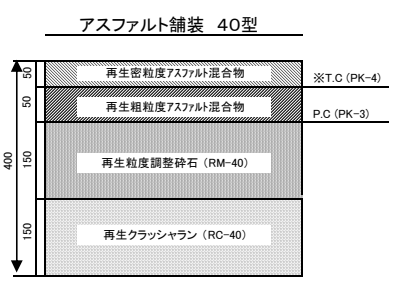 アスファルト舗装　４０型
50
再生密粒度ｱｽﾌｧﾙﾄ混合物
※T.C (PK-4)
50
再生粗粒度ｱｽﾌｧﾙﾄ混合物
P.C (PK-3)
400
150
再生粒度調整砕石 (RM-40)
150
再生クラッシャラン (RC-40)